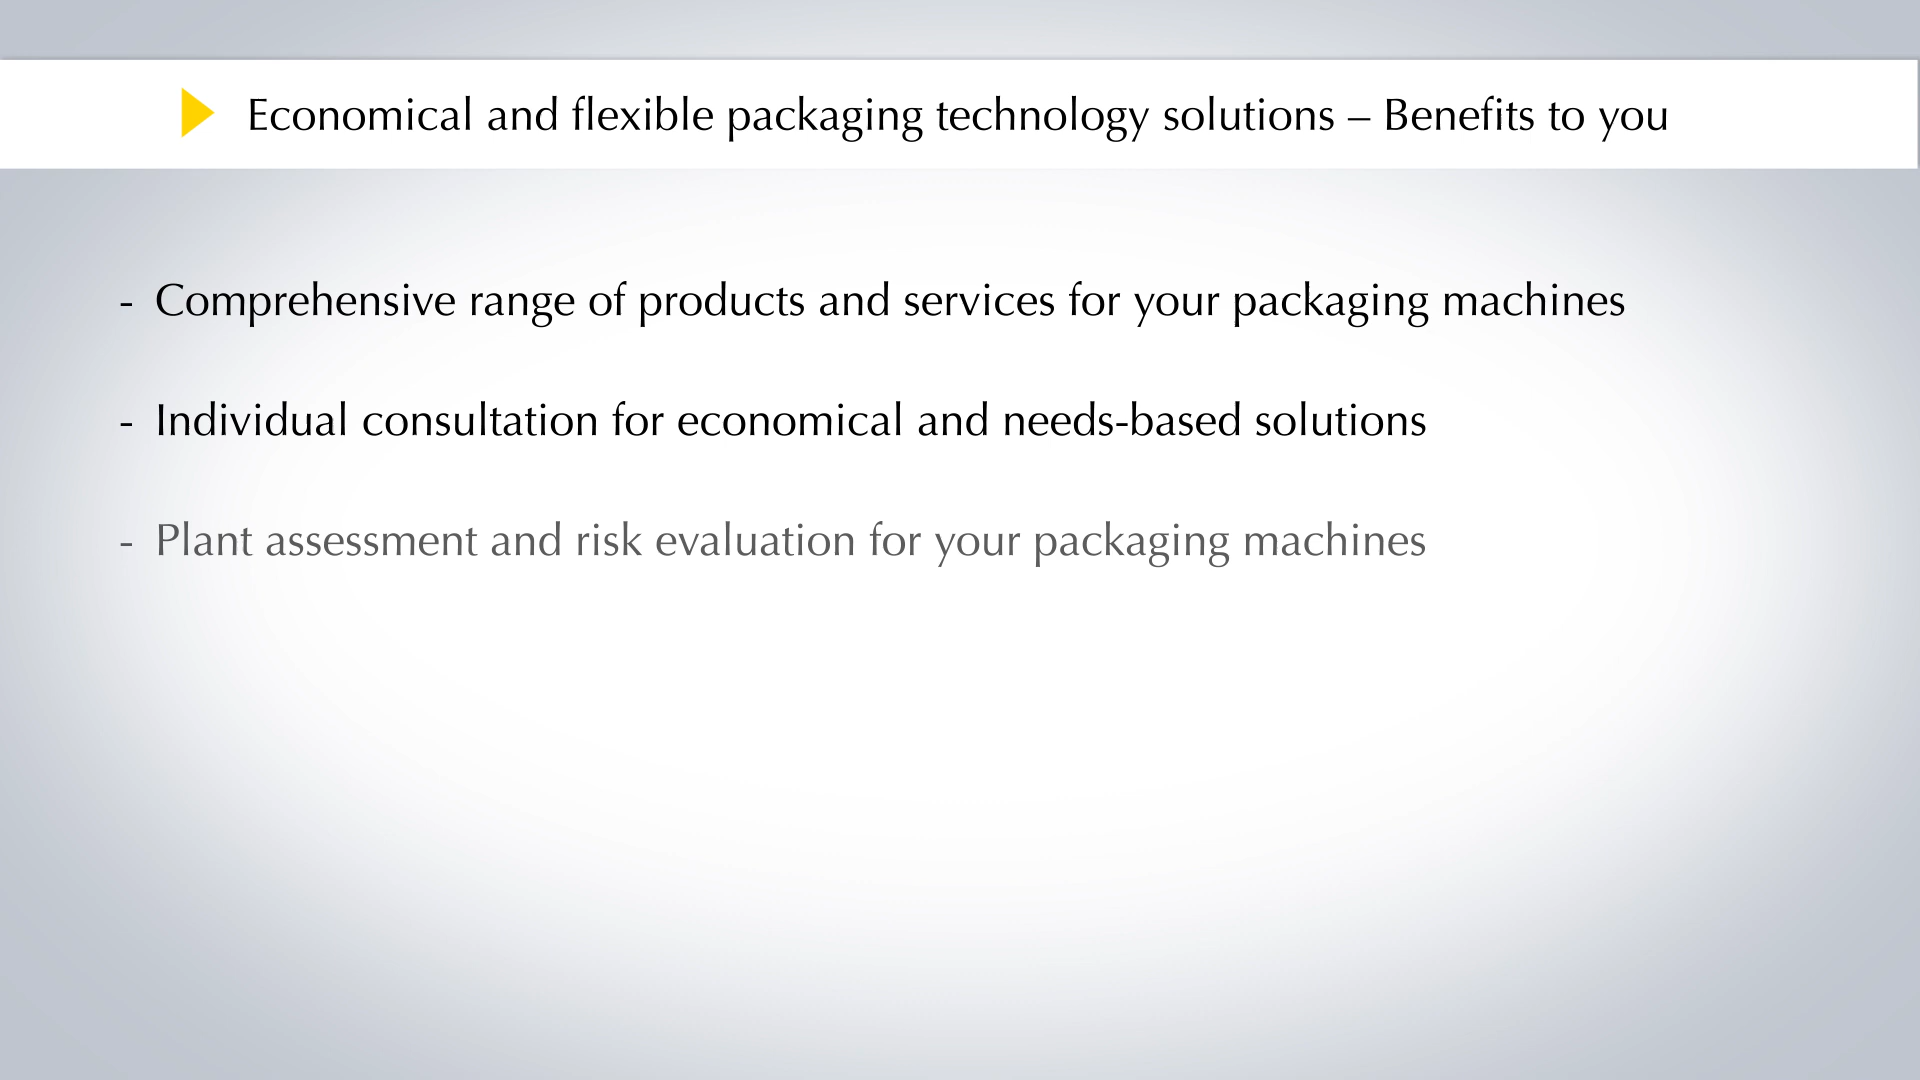 Economical and flexible packaging technology solutions – Benefits to you
- Comprehensive range of products and services for your packaging machines
- Individual consultation for economical and needs-based solutions
- Plant assessment and risk evaluation for your packaging machines